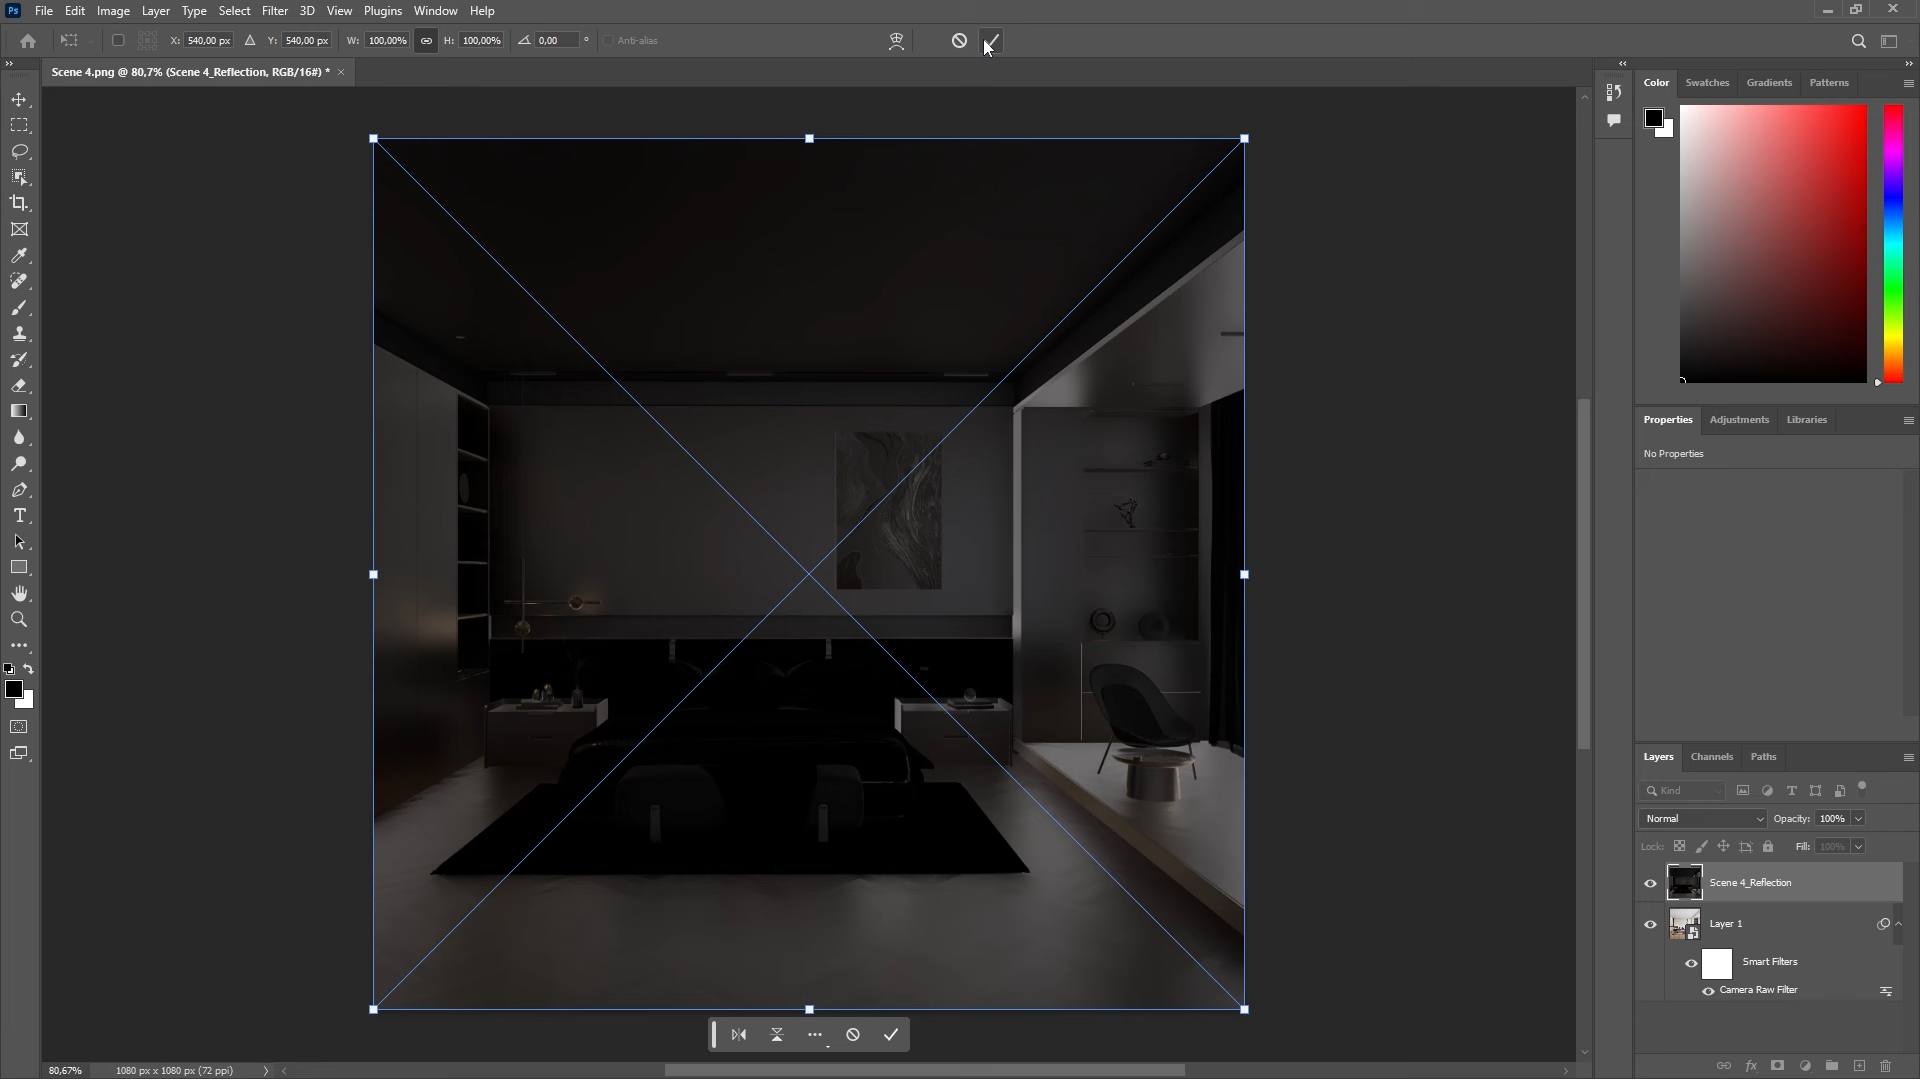 Ps File Edit Image Layer Type Select Filter 3D View Plugins Window Help
X: 540,00 px Y: 540,00 px W: 100,00% H: 100,00% 0,00 ° Anti-alias
Scene 4.png @ 80,7% (Scene 4_Reflection, RGB/16#) * ×
Color Swatches Gradients Patterns
Properties Adjustments Libraries
No Properties
Layers Channels Paths
Kind
Normal Opacity: 100%
Lock: Fill: 100%
Scene 4_Reflection
Layer 1
Smart Filters
Camera Raw Filter
80,67% 1080 px x 1080 px (72 ppi)